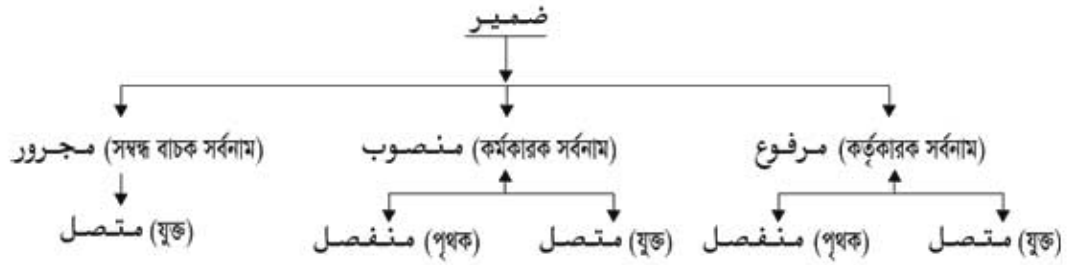 ضمير
مرفوع (কর্তৃকারক সর্বনাম) منصوب (কর্মকারক সর্বনাম) مجرور (সম্বন্ধ বাচক সর্বনাম)
متصل (যুক্ত) منفصل (পৃথক) متصل (যুক্ত) منفصل (পৃথক) متصل (যুক্ত)